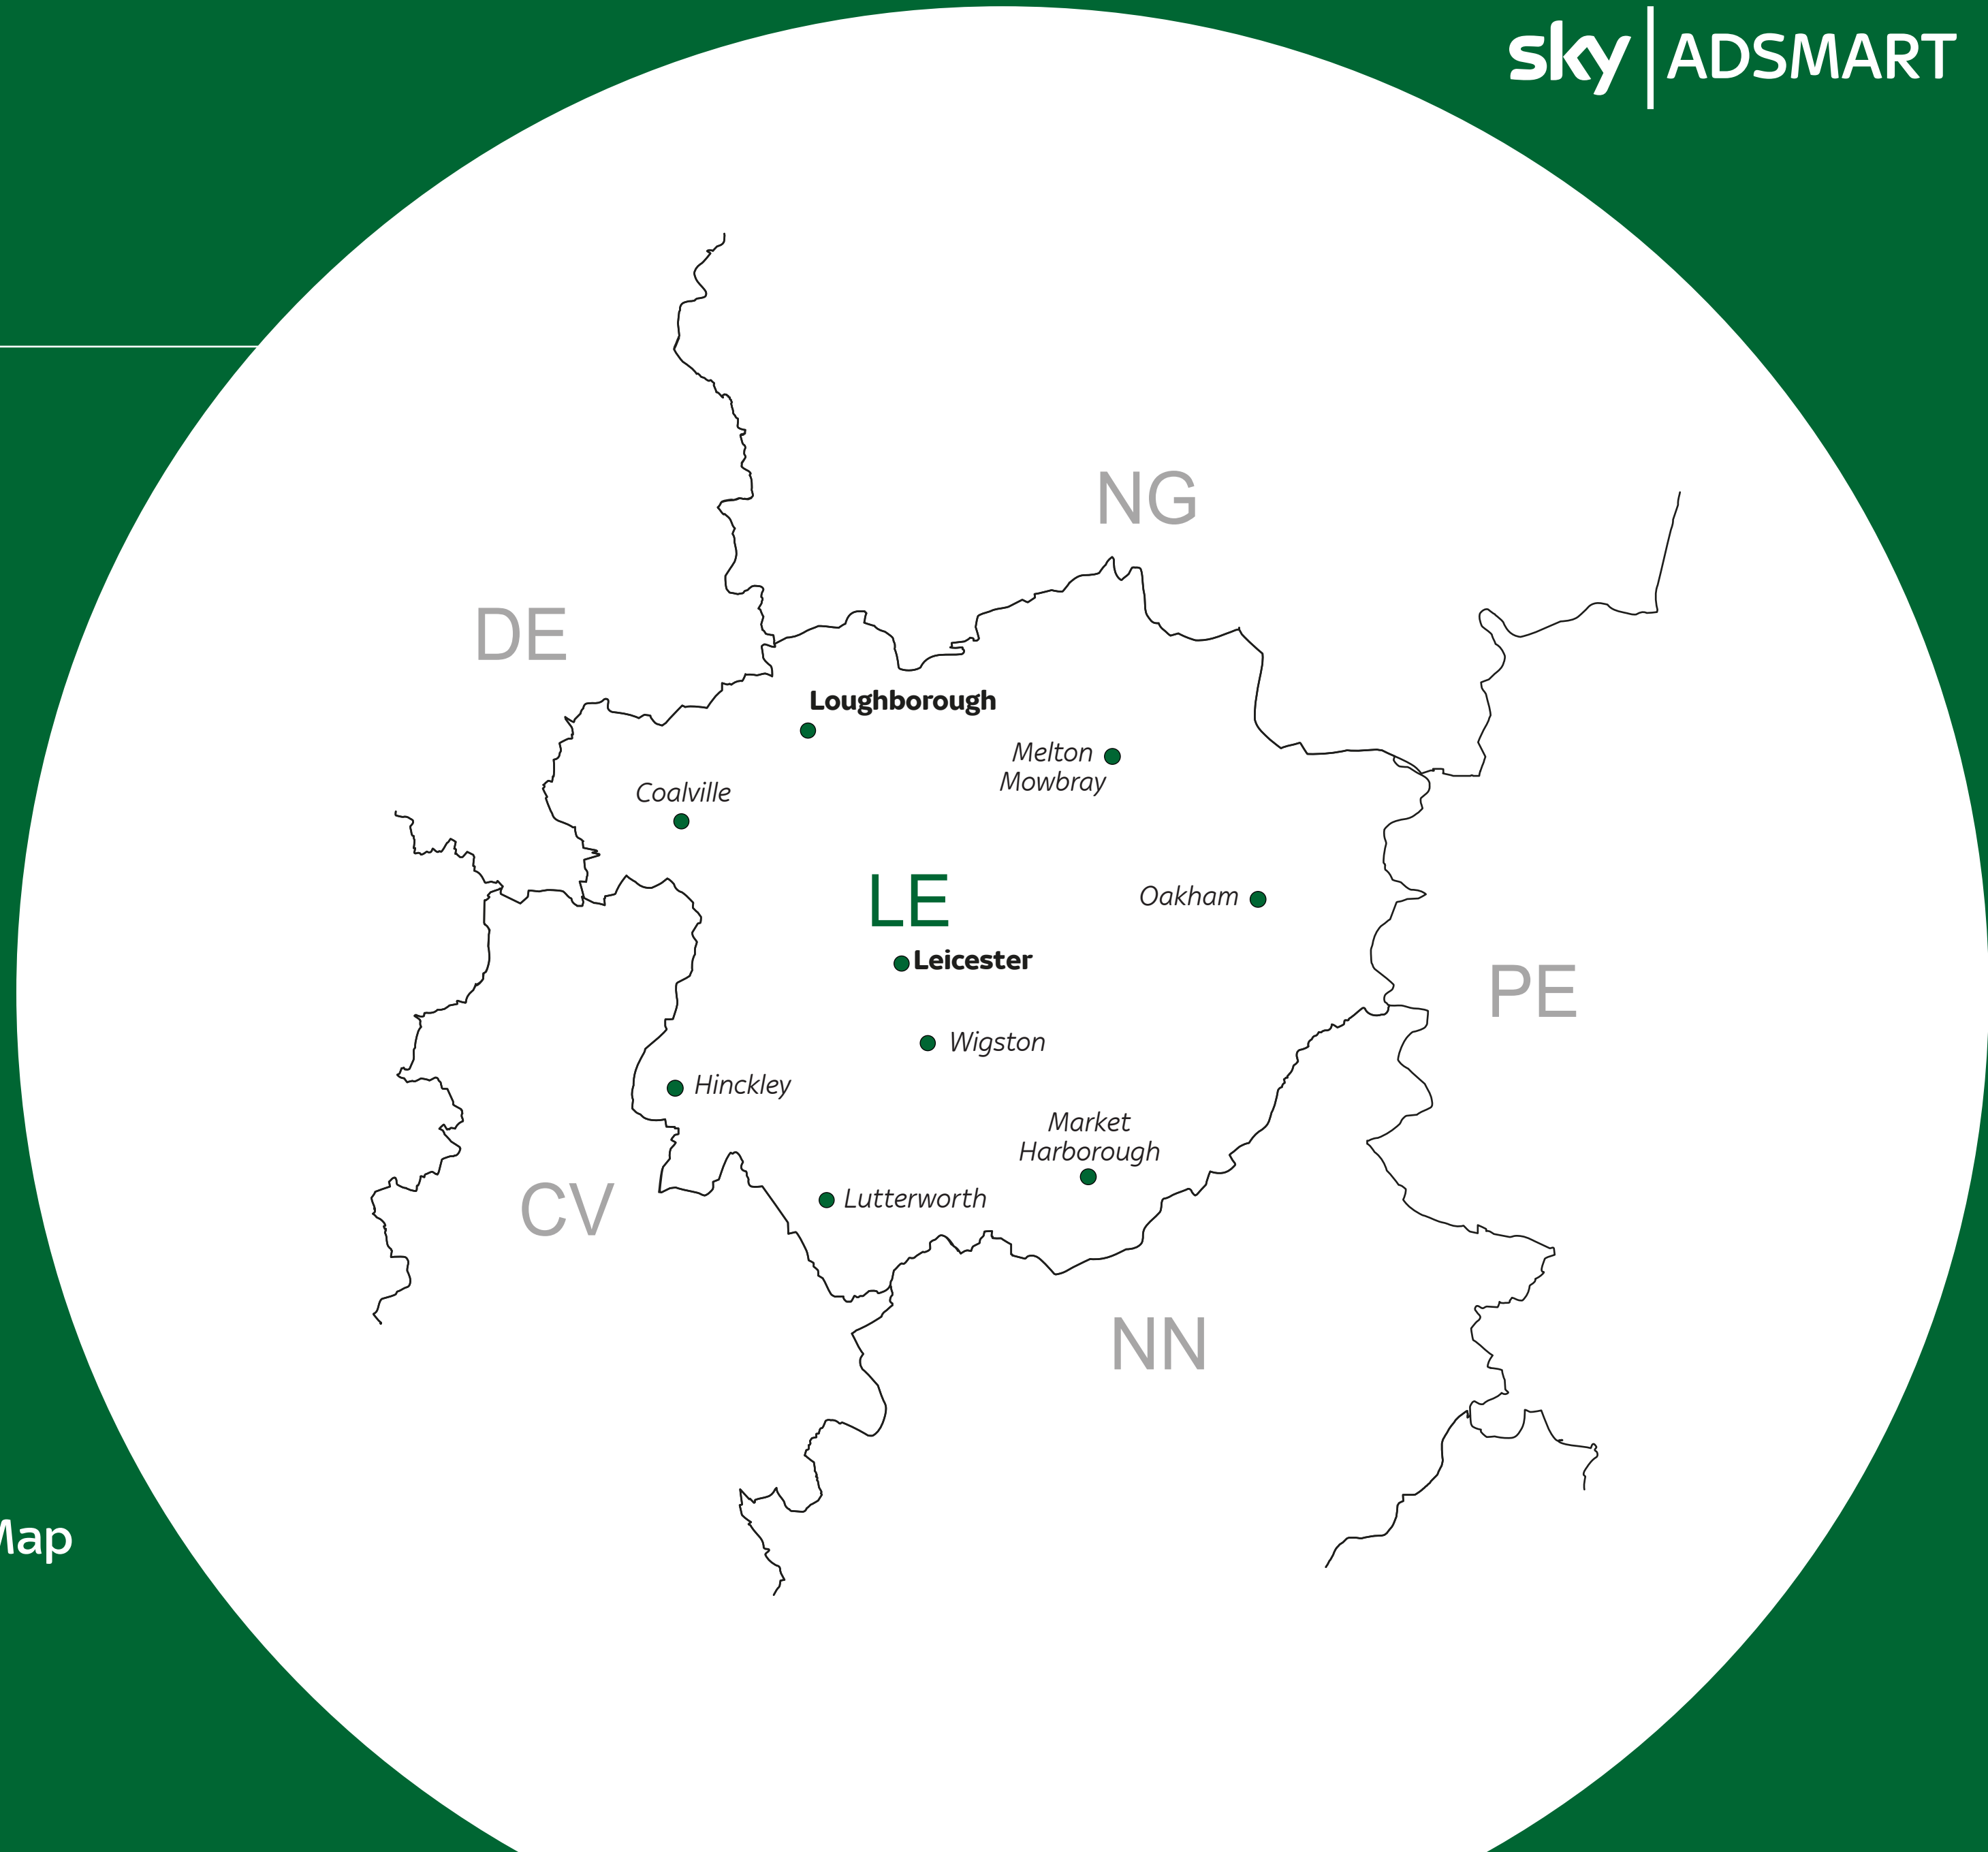 sky | ADSMART
NG
DE
Loughborough
Melton
Mowbray
Coalville
LE
Oakham
Leicester
PE
Wigston
Hinckley
Market
Harborough
CV
Lutterworth
NN